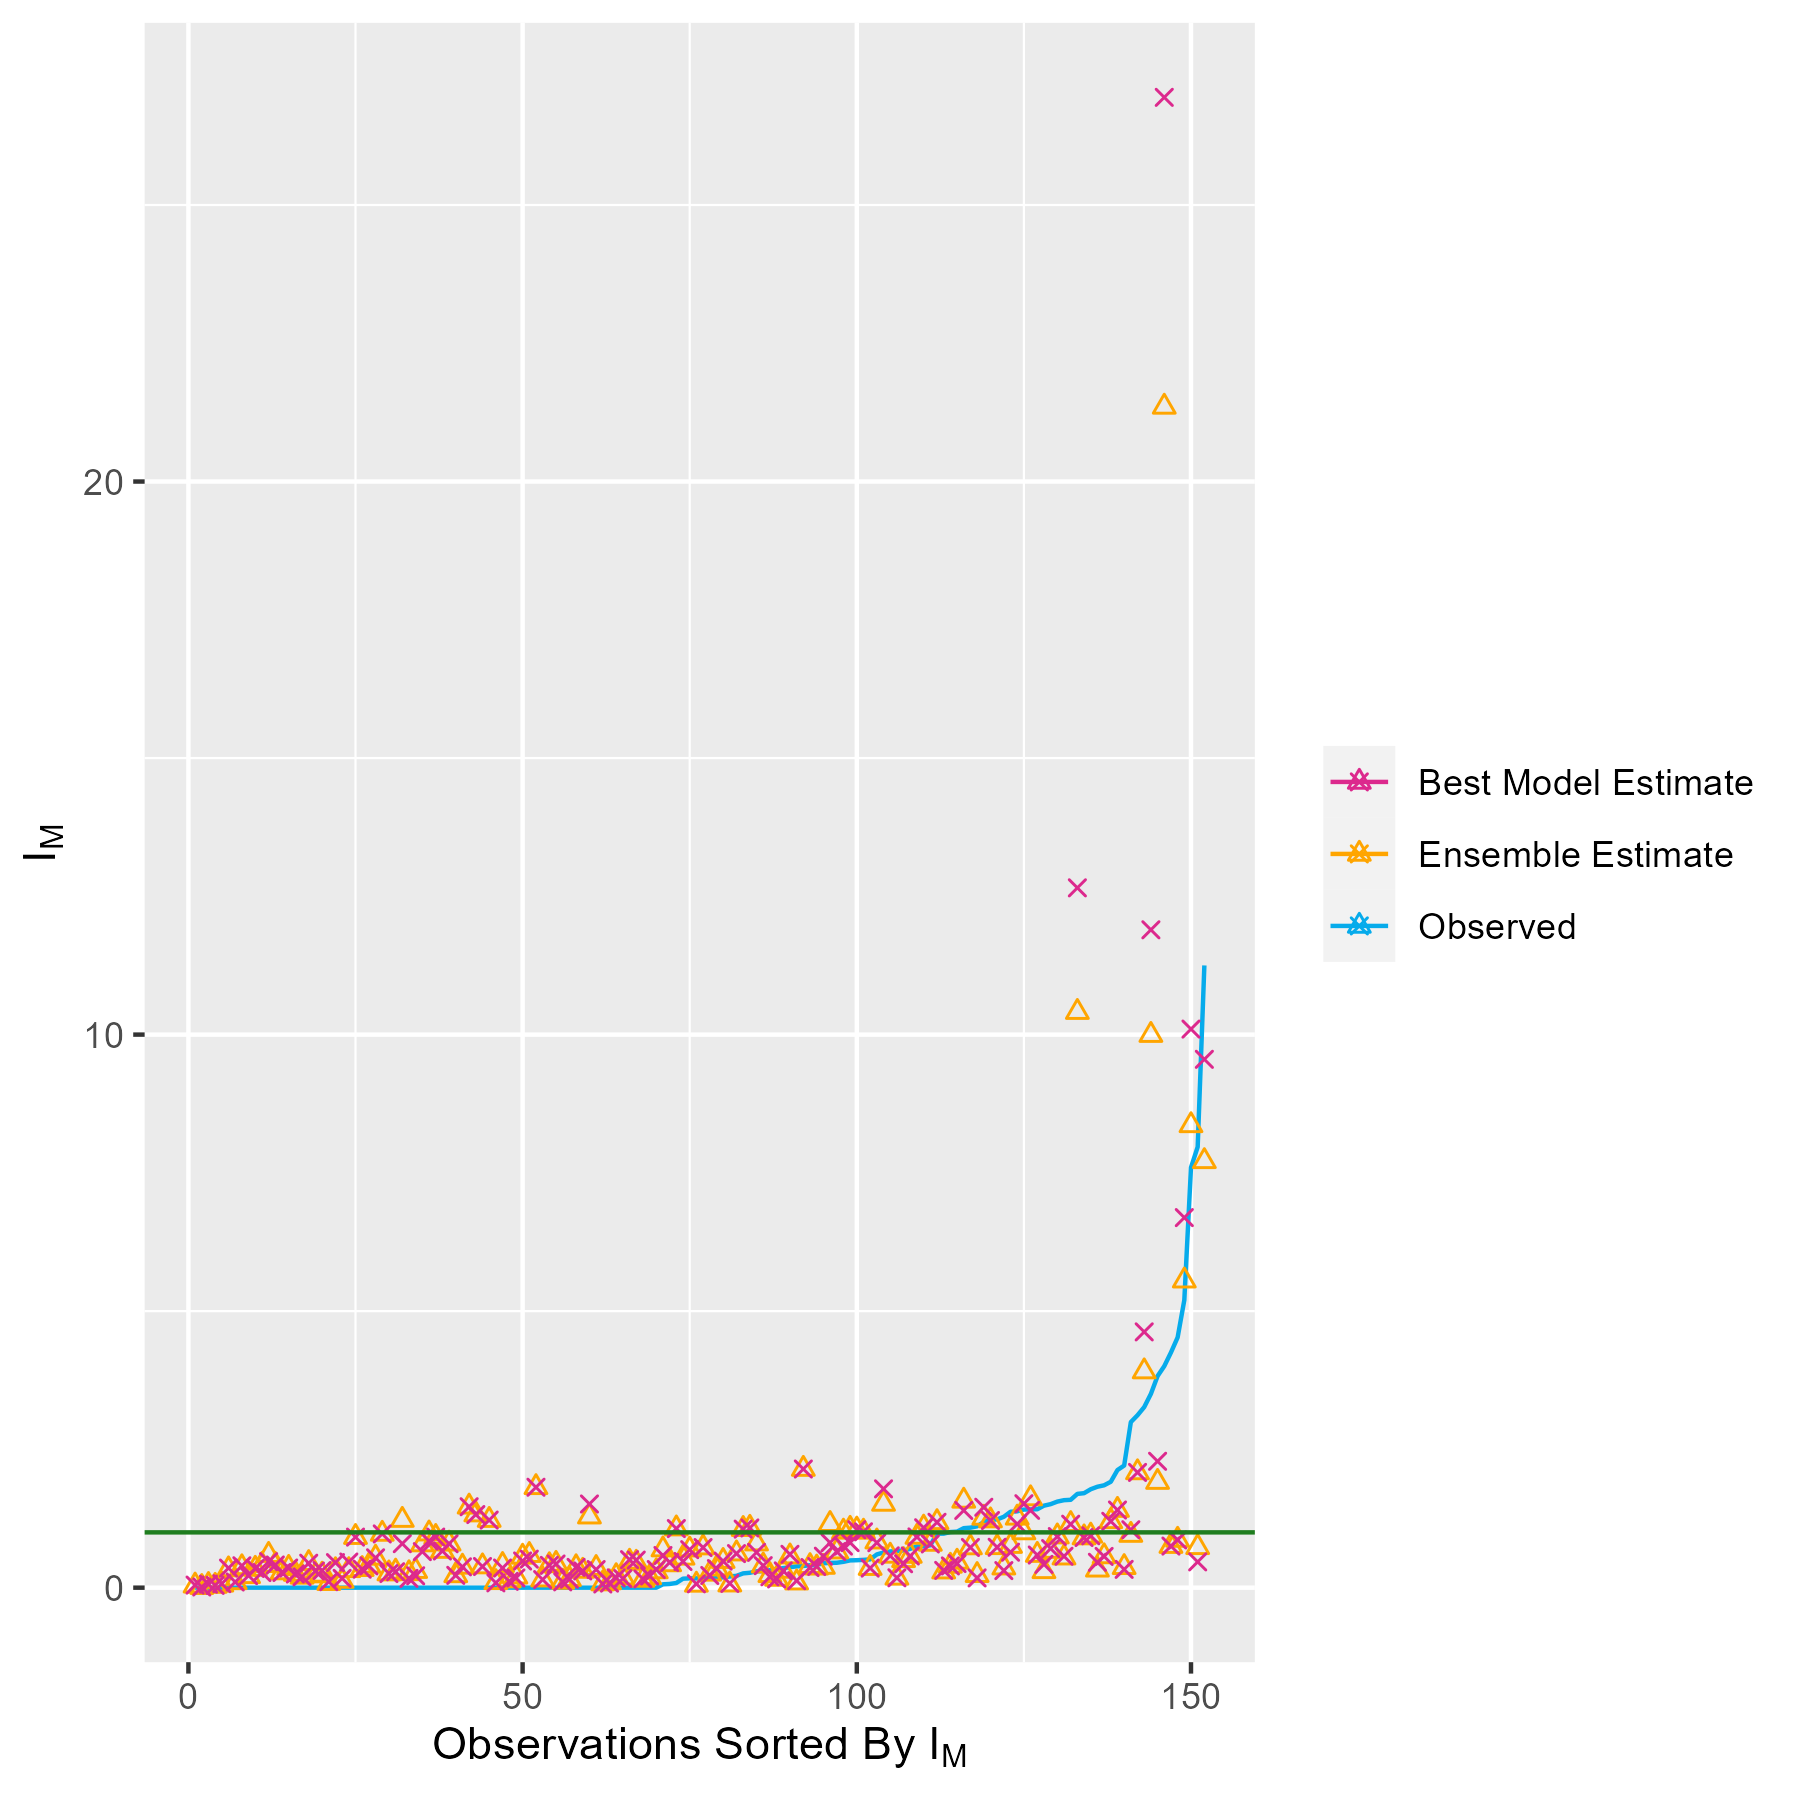 20
10
0
0 50 100 150
I_M
Observations Sorted By I_M
Best Model Estimate
Ensemble Estimate
Observed